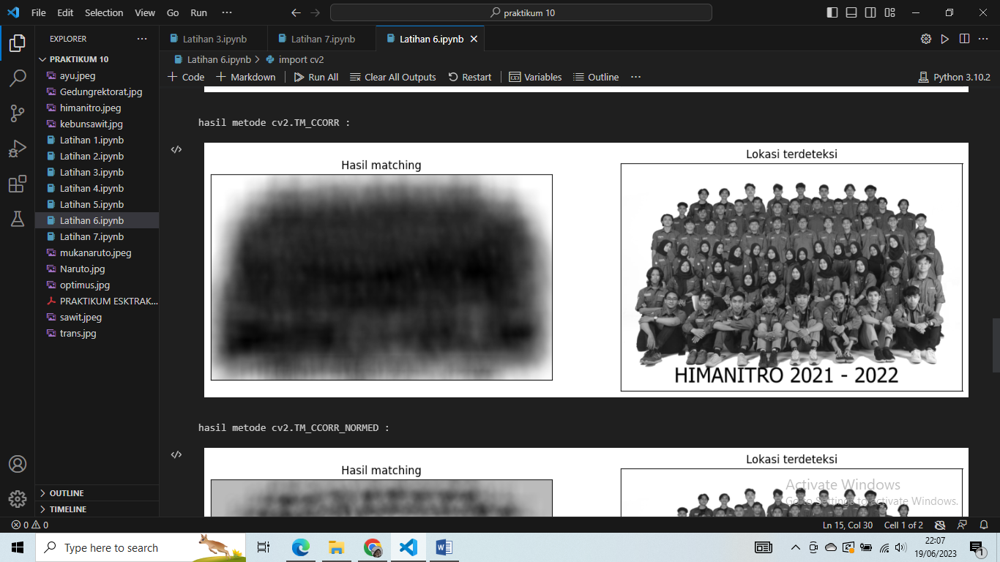 File Edit Selection View Go Run ···
praktikum 10
EXPLORER ···
PRAKTIKUM 10
ayu.jpeg
Gedungrektorat.jpg
himanitro.jpeg
kebunsawit.jpg
Latihan 1.ipynb
Latihan 2.ipynb
Latihan 3.ipynb
Latihan 4.ipynb
Latihan 5.ipynb
Latihan 6.ipynb
Latihan 7.ipynb
mukanaruto.jpeg
Naruto.jpg
optimus.jpg
PRAKTIKUM ESKTRAK...
sawit.jpeg
trans.jpg
OUTLINE
TIMELINE
Latihan 3.ipynb Latihan 7.ipynb Latihan 6.ipynb
Latihan 6.ipynb > import cv2
+ Code + Markdown Run All Clear All Outputs Restart Variables Outline ··· Python 3.10.2
hasil metode cv2.TM_CCORR :
Hasil matching
Lokasi terdeteksi
HIMANITRO 2021 - 2022
hasil metode cv2.TM_CCORR_NORMED :
Hasil matching
Lokasi terdeteksi
Activate Windows
Go to Settings to activate Windows.
0 0 Ln 15, Col 30 Cell 1 of 2
Type here to search
22:07
19/06/2023
1